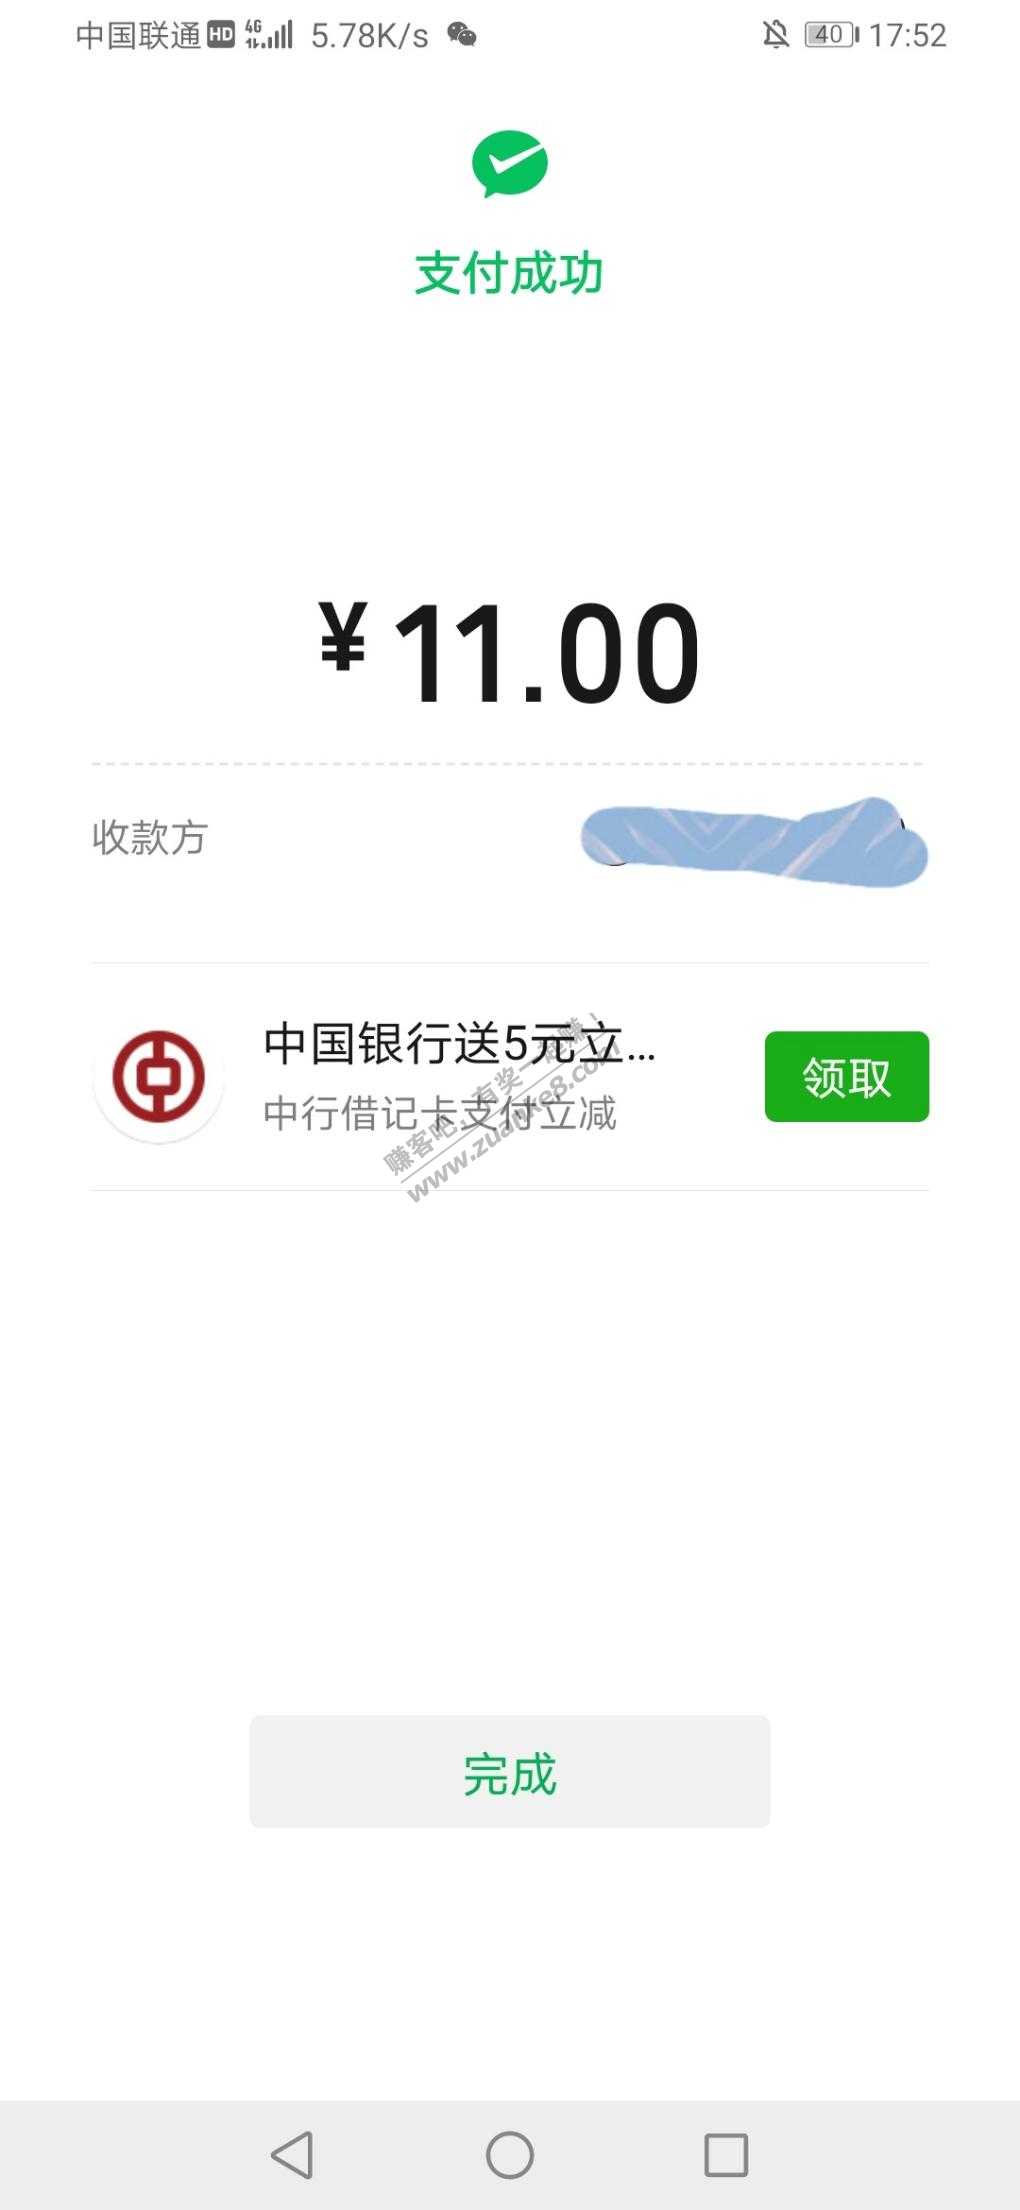 中国联通 HD 4G 5.78K/s 40 17:52
支付成功
¥11.00
收款方
中国银行送5元立...
领取
中行借记卡支付立减
赚客吧，有奖一起赚！
www.zuanke8.com
完成